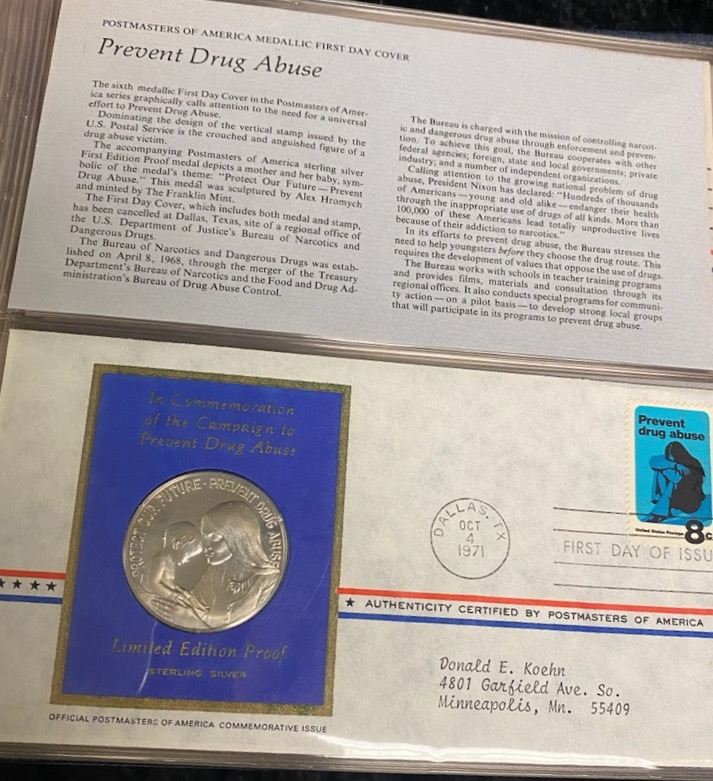 POSTMASTERS OF AMERICA MEDALLIC FIRST DAY COVER
Prevent Drug Abuse
The sixth medallic First Day Cover in the Postmasters of Amer-
ica series graphically calls attention to the need for a universal
effort to Prevent Drug Abuse.
Dominating the design of the vertical stamp issued by the
U.S. Postal Service is the crouched and anguished figure of a
drug abuse victim.
The accompanying Postmasters of America sterling silver
First Edition Proof medal depicts a mother and her baby, sym-
bolic of the medal's theme: "Protect Our Future — Prevent
Drug Abuse." This medal was sculptured by Alex Hromych
and minted by The Franklin Mint.
The First Day Cover, which includes both medal and stamp,
has been cancelled at Dallas, Texas, site of a regional office of
the U.S. Department of Justice's Bureau of Narcotics and
Dangerous Drugs.
The Bureau of Narcotics and Dangerous Drugs was estab-
lished on April 8, 1968, through the merger of the Treasury
Department's Bureau of Narcotics and the Food and Drug Ad-
ministration's Bureau of Drug Abuse Control.
The Bureau is charged with the mission of controlling narcot-
ic and dangerous drug abuse through enforcement and preven-
tion. To achieve this goal, the Bureau cooperates with other
federal agencies; foreign, state and local governments; private
industry; and a number of independent organizations.
Calling attention to the growing national problem of drug
abuse, President Nixon has declared: "Hundreds of thousands
of Americans — young and old alike — endanger their health
through the inappropriate use of drugs of all kinds. More than
100,000 of these Americans lead totally unproductive lives
because of their addiction to narcotics."
In its efforts to prevent drug abuse, the Bureau stresses the
need to help youngsters before they choose the drug route. This
requires the development of values that oppose the use of drugs.
The Bureau works with schools in teacher training programs
and provides films, materials and consultation through its
regional offices. It also conducts special programs for communi-
ty action — on a pilot basis — to develop strong local groups
that will participate in its programs to prevent drug abuse.
In Commemoration
of the Campaign to
Prevent Drug Abuse
PROTECT OUR FUTURE · PREVENT DRUG ABUSE
Limited Edition Proof
STERLING SILVER
OFFICIAL POSTMASTERS OF AMERICA COMMEMORATIVE ISSUE
Prevent
drug abuse
United States Postage 8c
DALLAS, TX
OCT
4
1971
FIRST DAY OF ISSU
★ AUTHENTICITY CERTIFIED BY POSTMASTERS OF AMERICA
Donald E. Koehn
4801 Garfield Ave. So.
Minneapolis, Mn. 55409